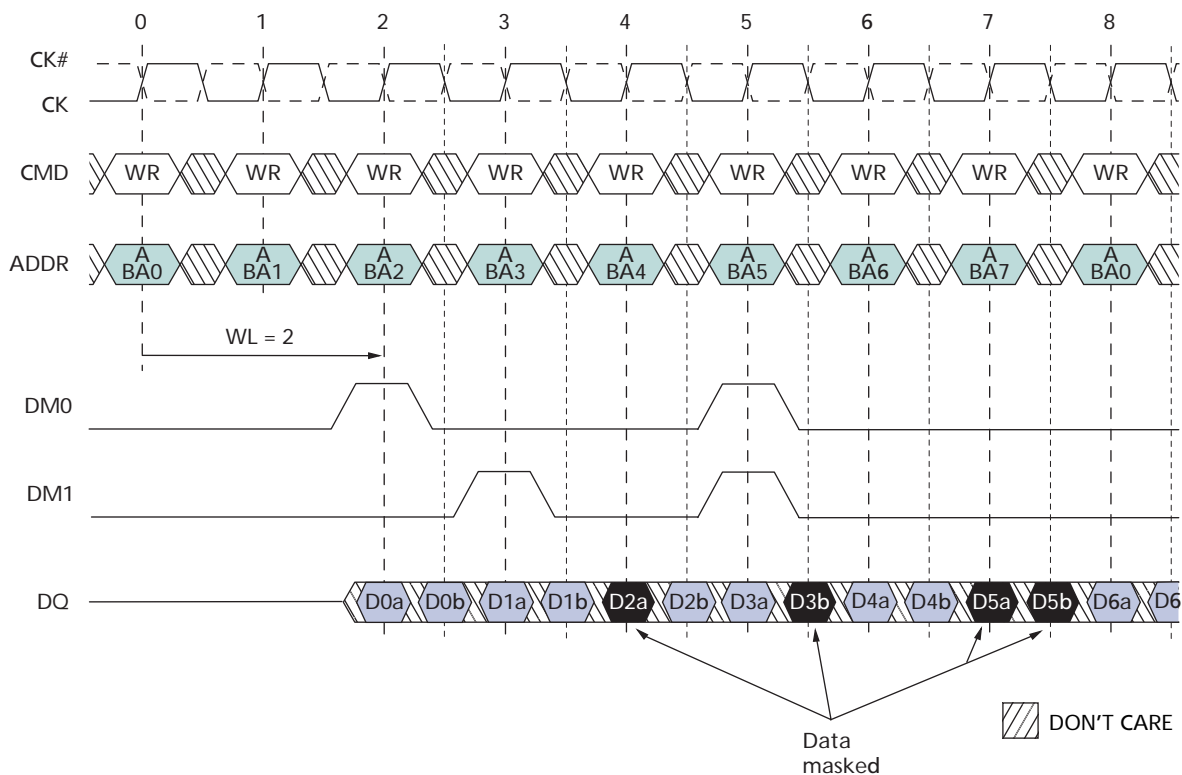 0 1 2 3 4 5 6 7 8
CK#
CK
CMD WR WR WR WR WR WR WR WR WR
ADDR A A A A A A A A A
BA0 BA1 BA2 BA3 BA4 BA5 BA6 BA7 BA0
WL = 2
DM0
DM1
DQ D0a D0b D1a D1b D2a D2b D3a D3b D4a D4b D5a D5b D6a D6
DON'T CARE
Data
masked